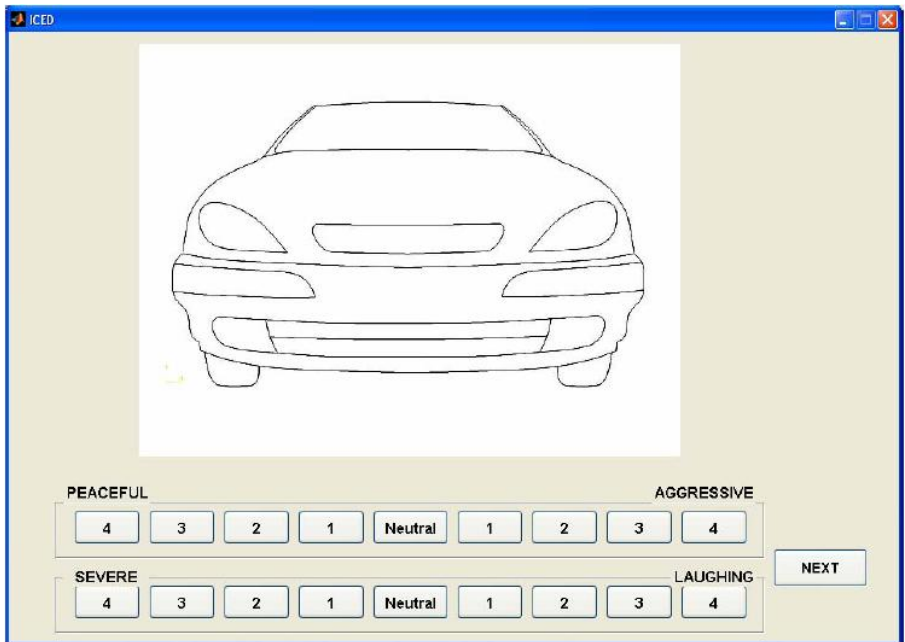 ICED
PEACEFUL AGGRESSIVE
4 3 2 1 Neutral 1 2 3 4
SEVERE LAUGHING
4 3 2 1 Neutral 1 2 3 4
NEXT